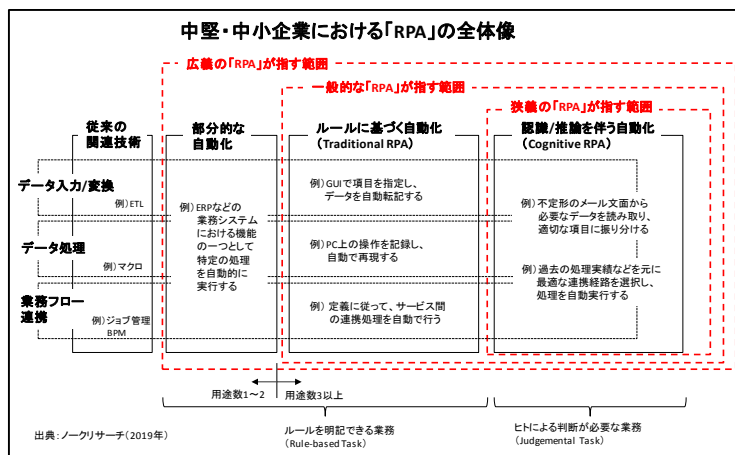 中堅・中小企業における「RPA」の全体像
広義の「RPA」が指す範囲
一般的な「RPA」が指す範囲
狭義の「RPA」が指す範囲
従来の
関連技術
部分的な
自動化
ルールに基づく自動化
(Traditional RPA)
認識/推論を伴う自動化
(Cognitive RPA)
データ入力/変換
例)ETL
データ処理
例)マクロ
業務フロー
連携
例)ジョブ管理
BPM
例)ERPなどの
業務システム
における機能
の一つとして
特定の処理
を自動的に
実行する
例)GUIで項目を指定し、
データを自動転記する
例)PC上の操作を記録し、
自動で再現する
例)定義に従って、サービス間
の連携処理を自動で行う
例)不定形のメール文面から
必要なデータを読み取り、
適切な項目に振り分ける
例)過去の処理実績などを元に
最適な連携経路を選択し、
処理を自動実行する
用途数1~2
用途数3以上
ルールを明記できる業務
(Rule-based Task)
ヒトによる判断が必要な業務
(Judgemental Task)
出典:ノークリサーチ(2019年)